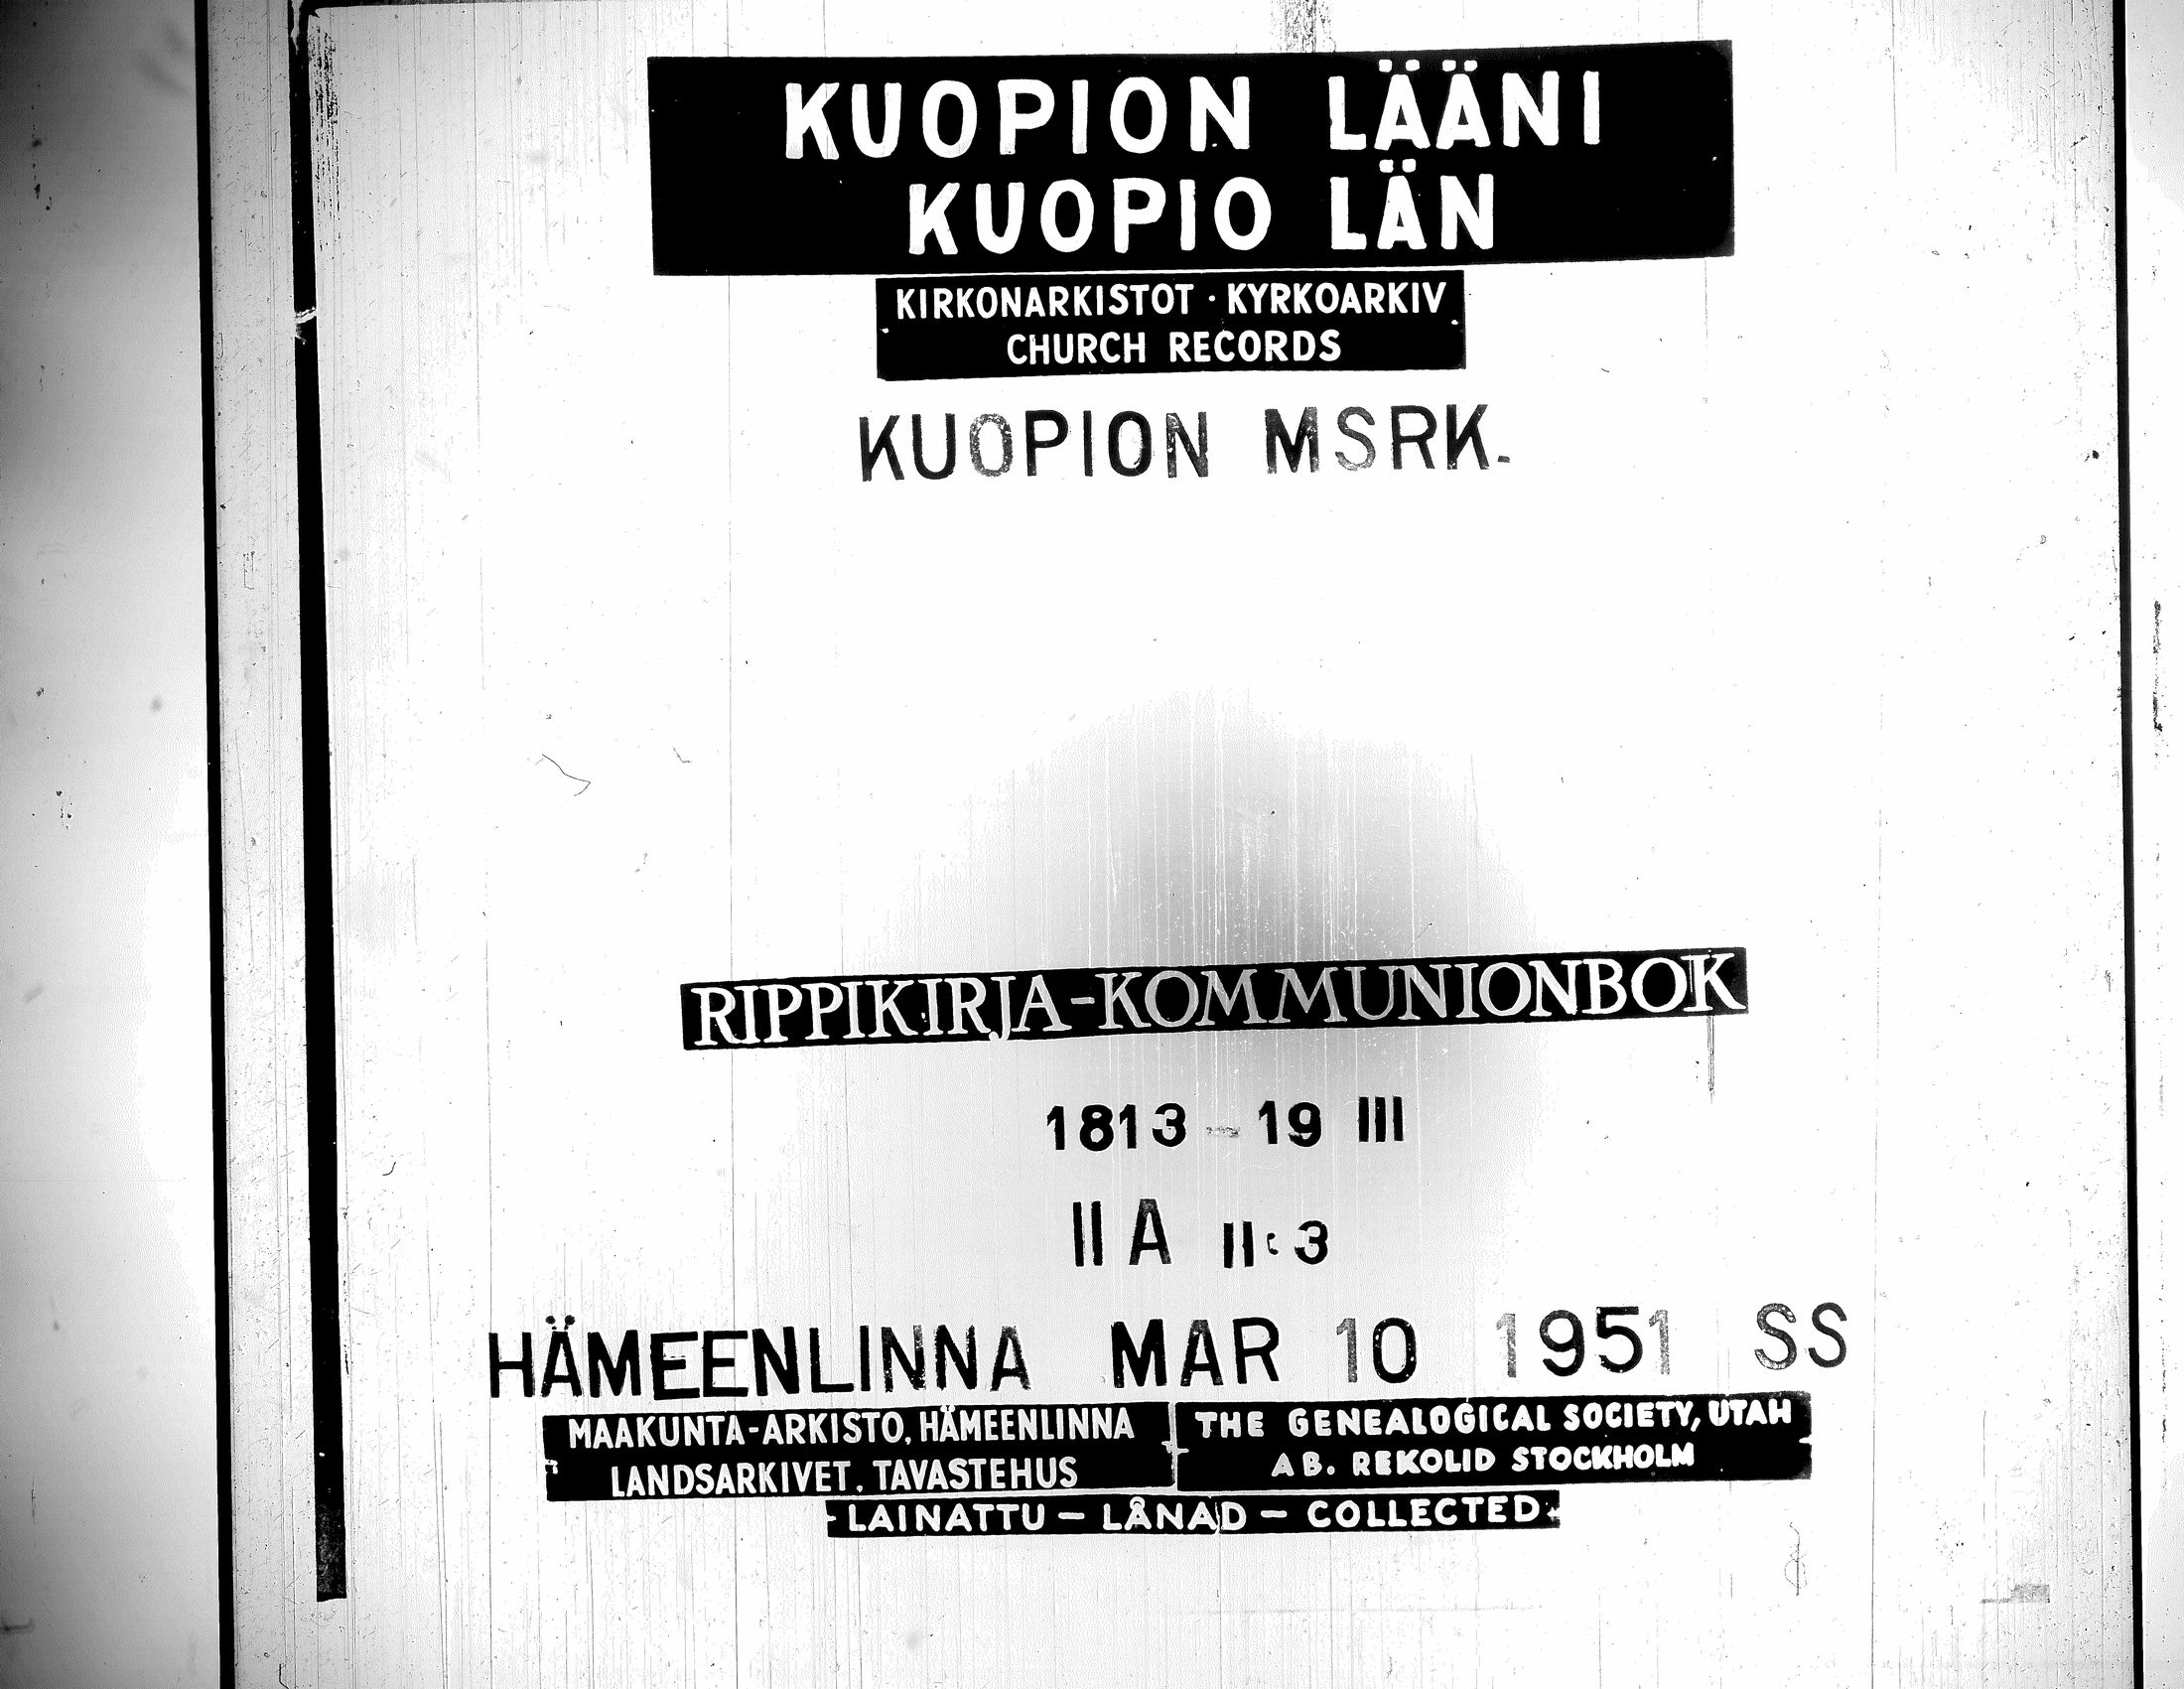 KUOPION LÄÄNI
KUOPIO LÄN
KIRKONARKISTOT · KYRKOARKIV
CHURCH RECORDS
KUOPION MSRK.
RIPPIKIRJA-KOMMUNIONBOK
1813 - 19 III
II A II:3
HÄMEENLINNA MAR 10 1951 SS
MAAKUNTA-ARKISTO, HÄMEENLINNA
LANDSARKIVET, TAVASTEHUS
THE GENEALOGICAL SOCIETY, UTAH
AB. REKOLID STOCKHOLM
LAINATTU - LÅNAD - COLLECTED